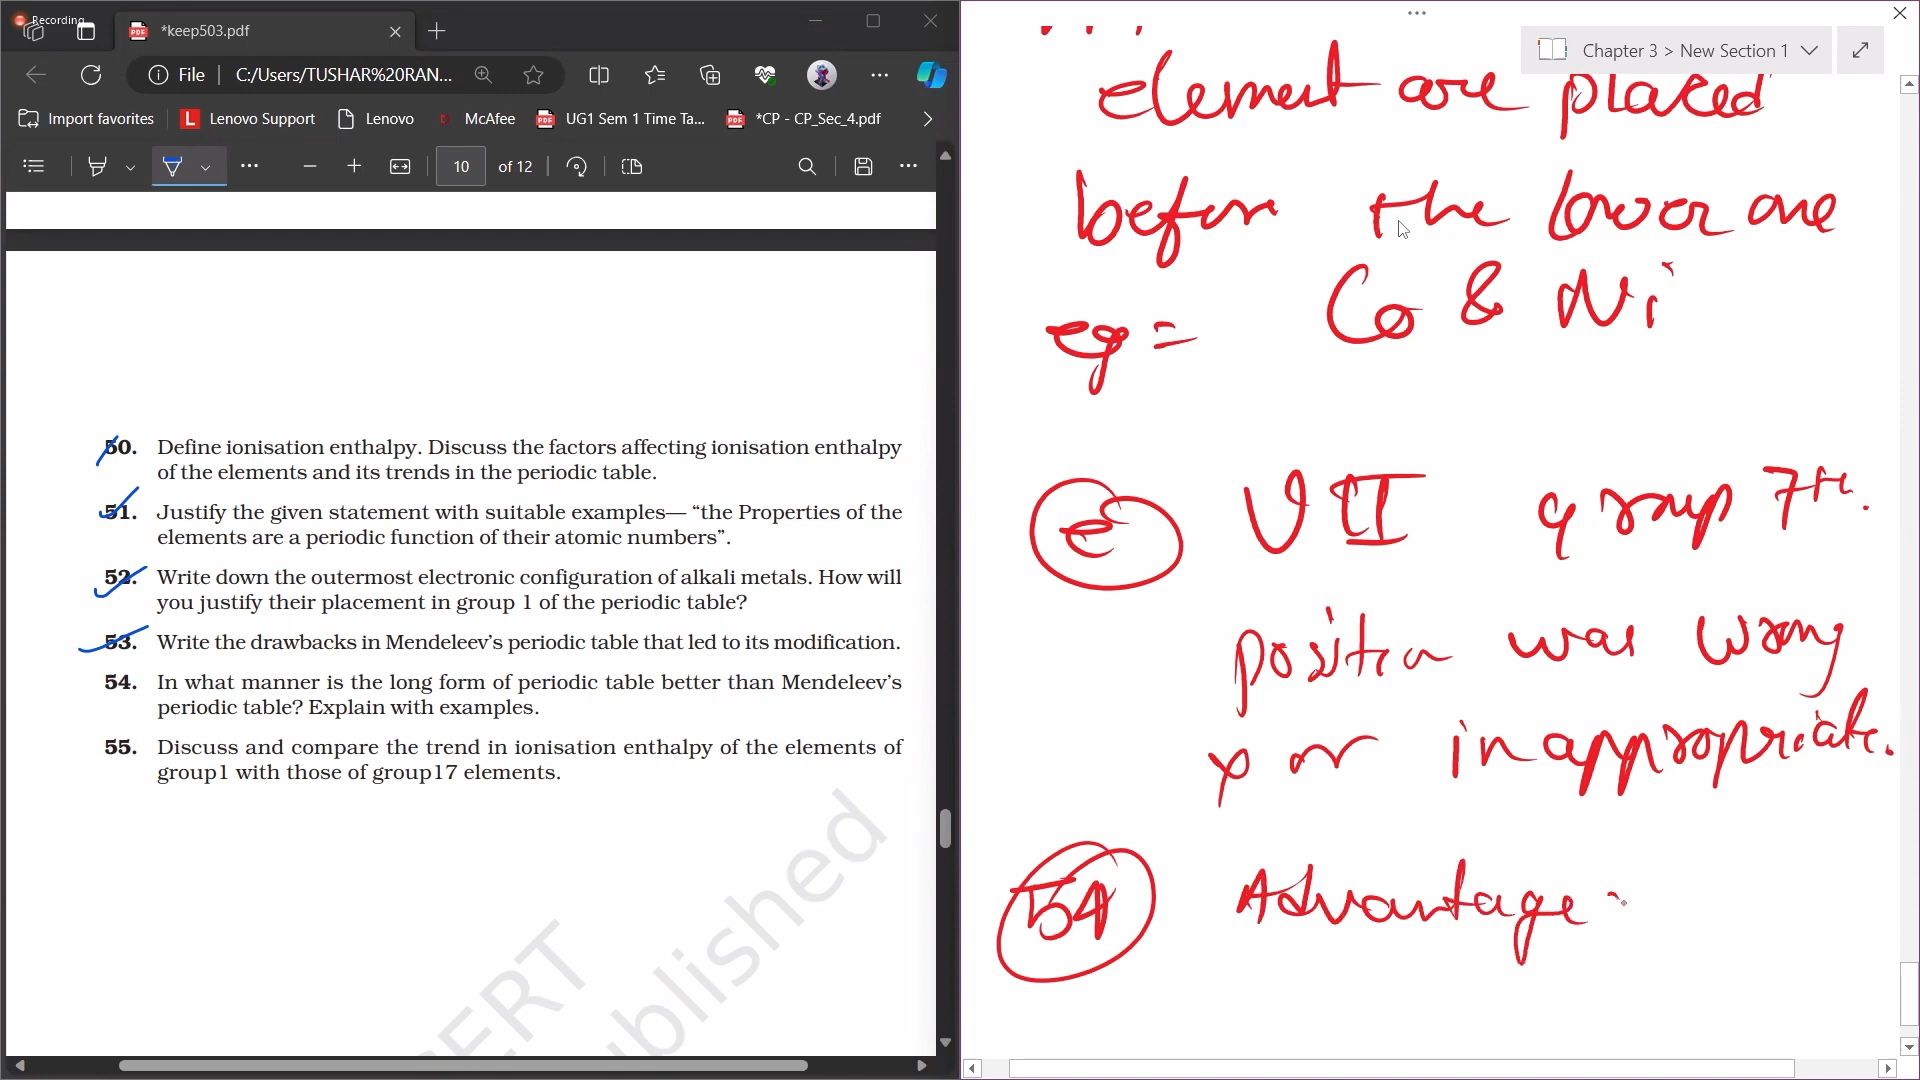 Recording
*keep503.pdf
File
C:/Users/TUSHAR%20RAN...
Import favorites
Lenovo Support
Lenovo
McAfee
UG1 Sem 1 Time Ta...
*CP - CP_Sec_4.pdf
10 of 12
50. Define ionisation enthalpy. Discuss the factors affecting ionisation enthalpy
of the elements and its trends in the periodic table.
51. Justify the given statement with suitable examples— “the Properties of the
elements are a periodic function of their atomic numbers”.
52. Write down the outermost electronic configuration of alkali metals. How will
you justify their placement in group 1 of the periodic table?
53. Write the drawbacks in Mendeleev’s periodic table that led to its modification.
54. In what manner is the long form of periodic table better than Mendeleev’s
periodic table? Explain with examples.
55. Discuss and compare the trend in ionisation enthalpy of the elements of
group1 with those of group17 elements.
Chapter 3 > New Section 1
element are placed
before the lower one
eg = Co & Ni
e VII group 7th.
position was wrong
or inappropriate.
54 Advantage